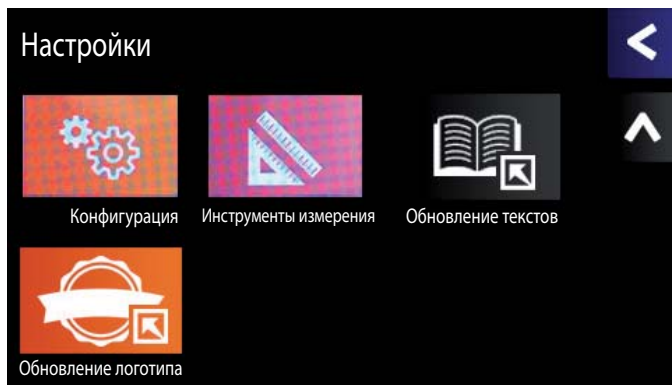 Настройки
Конфигурация
Инструменты измерения
Обновление текстов
Обновление логотипа